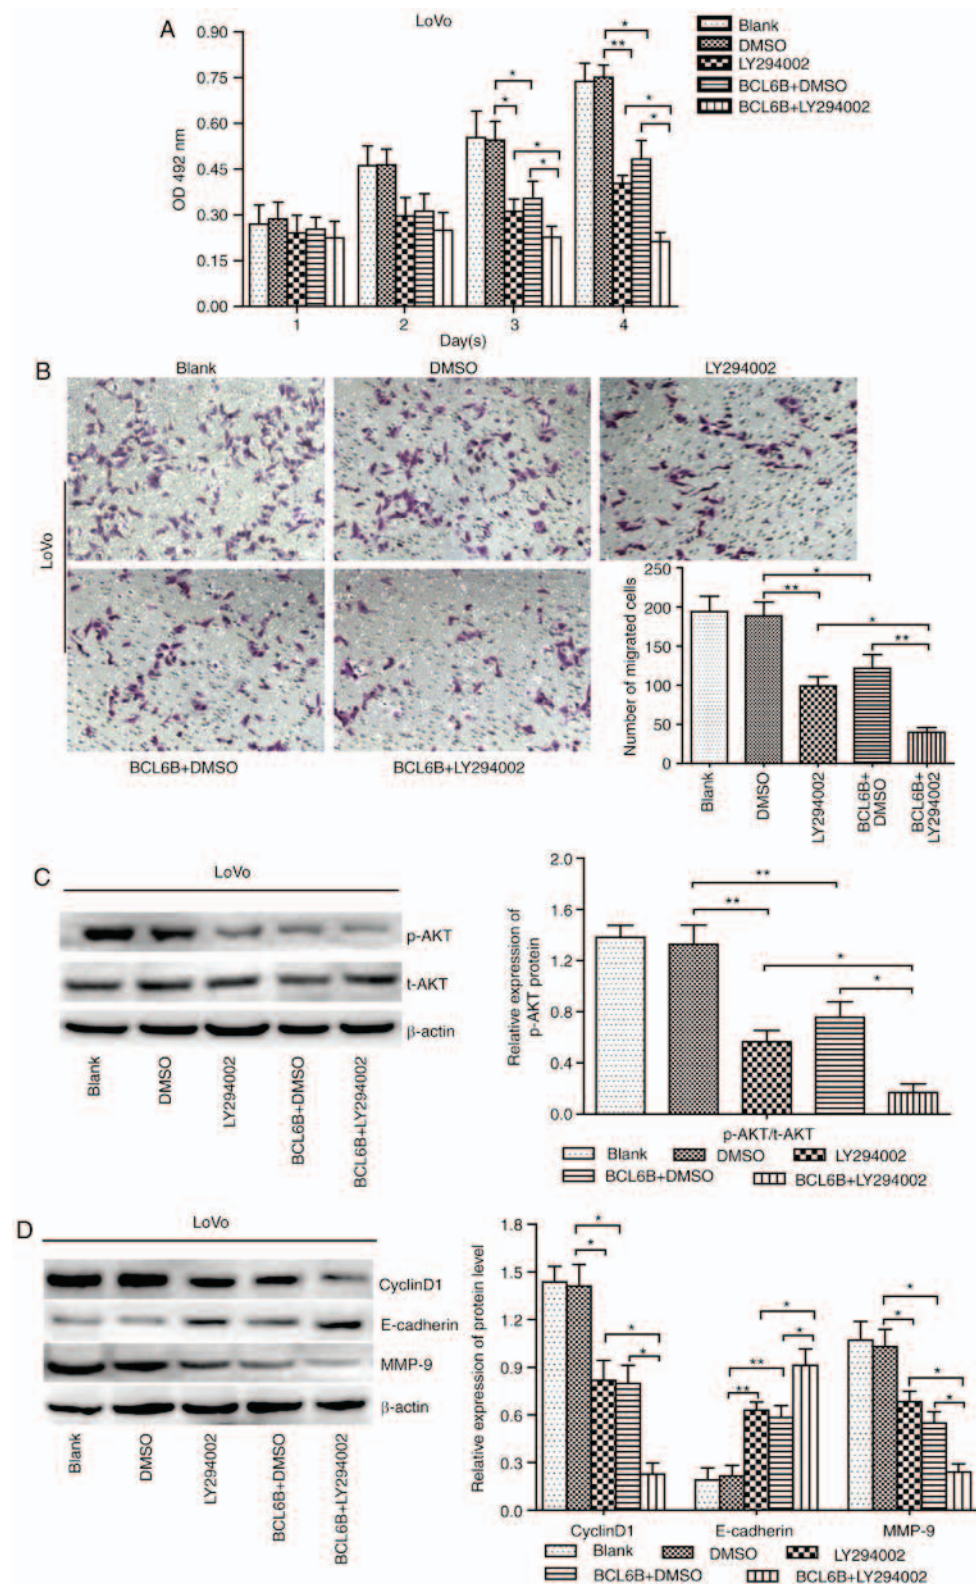 A
LoVo
Blank
DMSO
LY294002
BCL6B+DMSO
BCL6B+LY294002
OD 492 nm
0.90
0.75
0.60
0.45
0.30
0.15
0.00
* ** * *
* * * *
1 2 3 4
Day(s)
B
Blank DMSO LY294002
LoVo
BCL6B+DMSO BCL6B+LY294002
Number of migrated cells
250
200
150
100
50
0
*
**
*
**
Blank
DMSO
LY294002
BCL6B+
DMSO
BCL6B+
LY294002
C
LoVo
p-AKT
t-AKT
β-actin
Blank
DMSO
LY294002
BCL6B+DMSO
BCL6B+LY294002
Relative expression of
p-AKT protein
2.0
1.6
1.2
0.8
0.4
0.0
**
**
*
*
p-AKT/t-AKT
Blank DMSO LY294002
BCL6B+DMSO BCL6B+LY294002
D
LoVo
CyclinD1
E-cadherin
MMP-9
β-actin
Blank
DMSO
LY294002
BCL6B+DMSO
BCL6B+LY294002
Relative expression of protein level
1.8
1.5
1.2
0.9
0.6
0.3
0.0
* * * *
** ** * *
* * * *
CyclinD1 E-cadherin MMP-9
Blank DMSO LY294002
BCL6B+DMSO BCL6B+LY294002